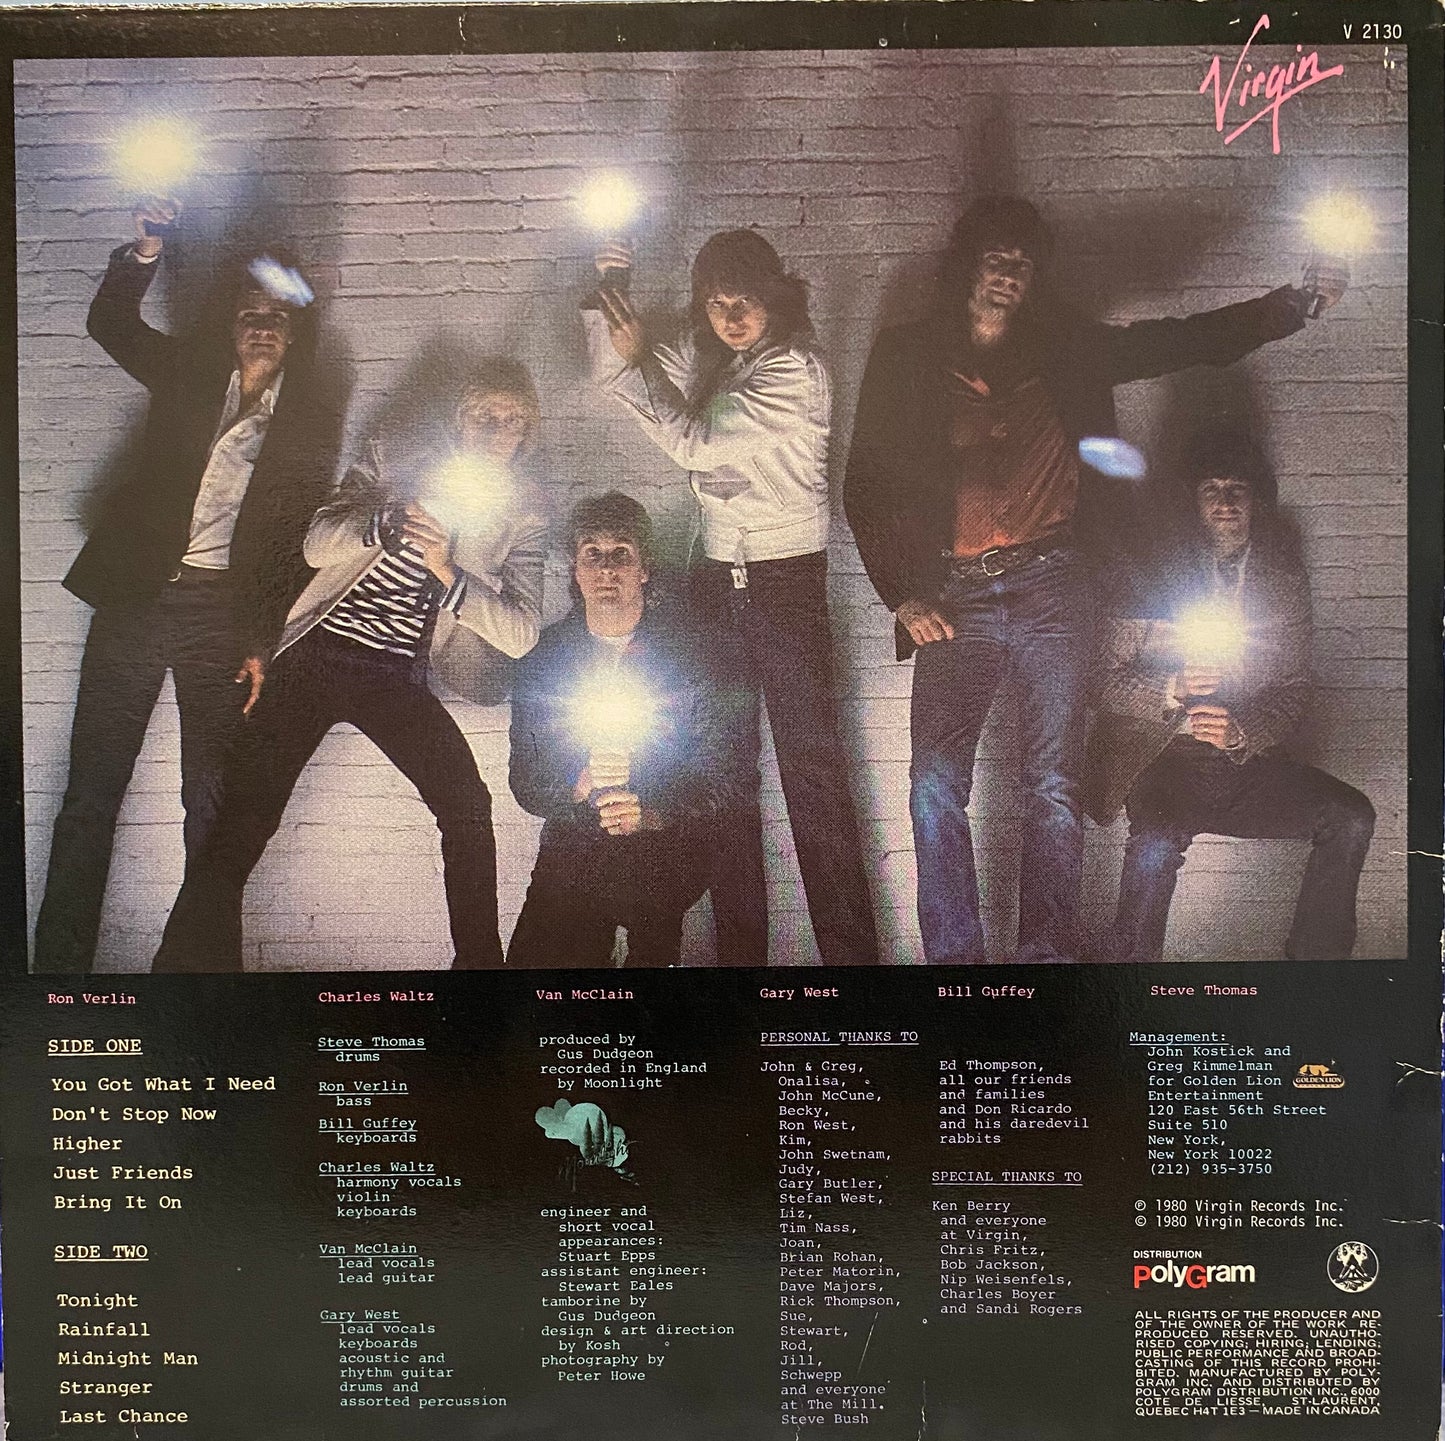 V 2130
Virgin
Ron Verlin
Charles Waltz
Van McClain
Gary West
Bill Guffey
Steve Thomas
SIDE ONE
You Got What I Need
Don't Stop Now
Higher
Just Friends
Bring It On
SIDE TWO
Tonight
Rainfall
Midnight Man
Stranger
Last Chance
Steve Thomas
drums
Ron Verlin
bass
Bill Guffey
keyboards
Charles Waltz
harmony vocals
violin
keyboards
Van McClain
lead vocals
lead guitar
Gary West
lead vocals
keyboards
acoustic and
rhythm guitar
drums and
assorted percussion
produced by
Gus Dudgeon
recorded in England
by Moonlight
Moonlight
engineer and
short vocal
appearances:
Stuart Epps
assistant engineer:
Stewart Eales
tamborine by
Gus Dudgeon
design & art direction
by Kosh
photography by
Peter Howe
PERSONAL THANKS TO
John & Greg,
Onalisa,
John McCune,
Becky,
Ron West,
Kim,
John Swetnam,
Judy,
Gary Butler,
Stefan West,
Liz,
Tim Nass,
Joan,
Brian Rohan,
Peter Matorin,
Dave Majors,
Rick Thompson,
Sue,
Stewart,
Rod,
Jill,
Schwepp
and everyone
at The Mill.
Steve Bush
Ed Thompson,
all our friends
and families
and Don Ricardo
and his daredevil
rabbits
SPECIAL THANKS TO
Ken Berry
and everyone
at Virgin,
Chris Fritz,
Bob Jackson,
Nip Weisenfels,
Charles Boyer
and Sandi Rogers
Management:
John Kostick and
Greg Kimmelman
for Golden Lion
Entertainment
120 East 56th Street
Suite 510
New York,
New York 10022
(212) 935-3750
GOLDEN LION
℗ 1980 Virgin Records Inc.
© 1980 Virgin Records Inc.
DISTRIBUTION
PolyGram
ALL RIGHTS OF THE PRODUCER AND
OF THE OWNER OF THE WORK RE-
PRODUCED RESERVED. UNAUTHO-
RISED COPYING; HIRING; LENDING;
PUBLIC PERFORMANCE AND BROAD-
CASTING OF THIS RECORD PROHI-
BITED. MANUFACTURED BY POLY-
GRAM INC. AND DISTRIBUTED BY
POLYGRAM DISTRIBUTION INC., 6000
COTE DE LIESSE, ST-LAURENT,
QUEBEC H4T 1E3 — MADE IN CANADA